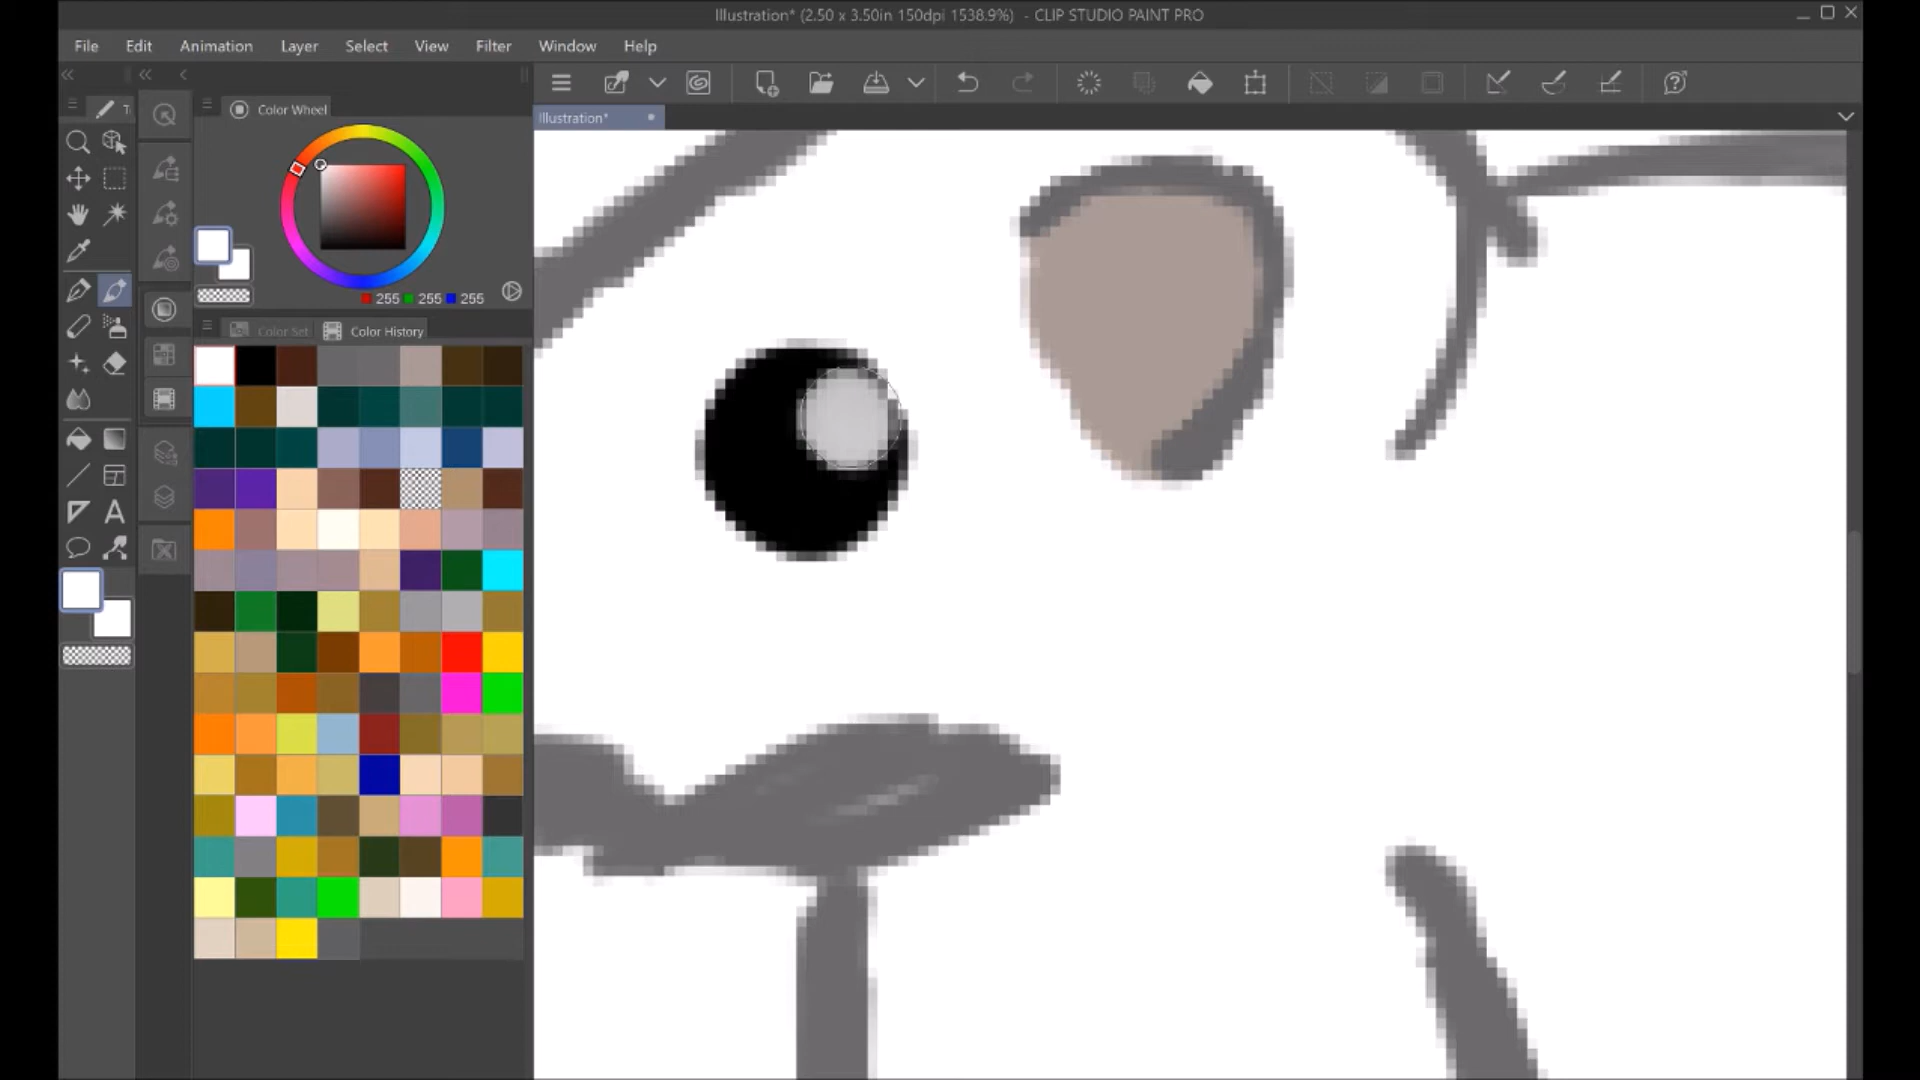 Illustration* (2.50 x 3.50in 150dpi 1538.9%) - CLIP STUDIO PAINT PRO
File Edit Animation Layer Select View Filter Window Help
Color Wheel
Illustration*
255 255 255
Color Set Color History